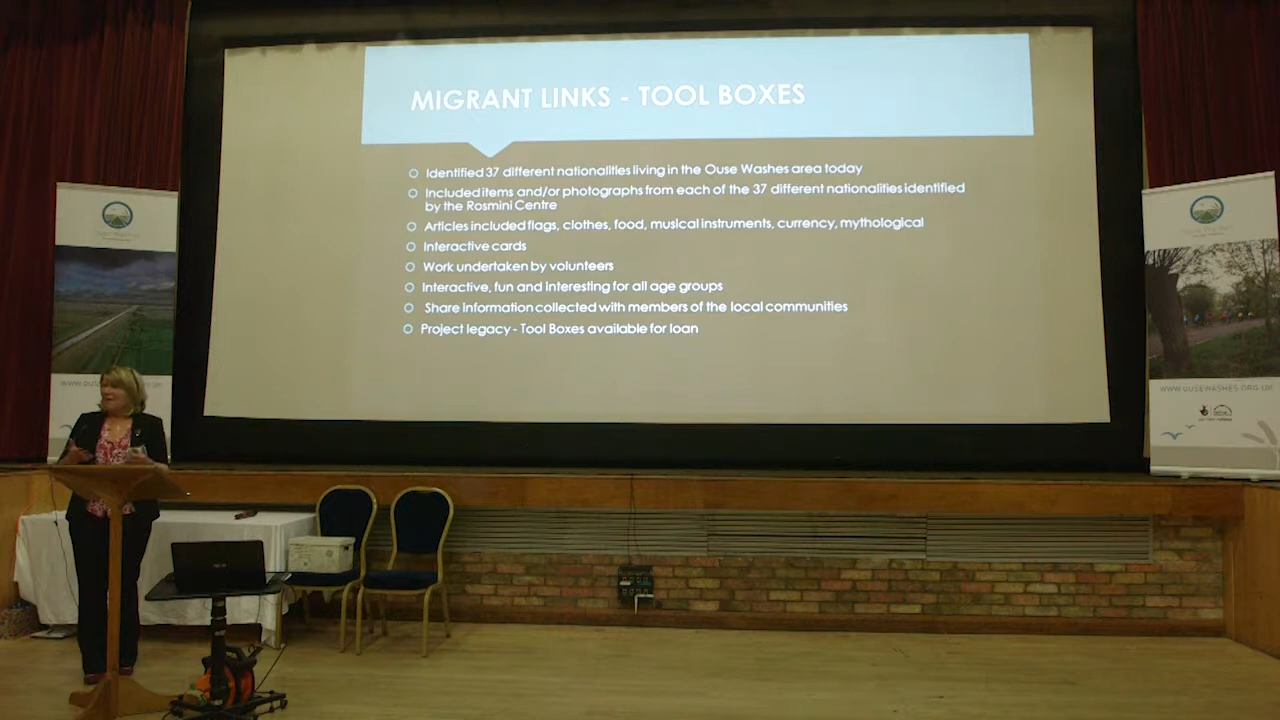 MIGRANT LINKS - TOOL BOXES
Identified 37 different nationalities living in the Ouse Washes area today
Included items and/or photographs from each of the 37 different nationalities identified
by the Rosmini Centre
Articles included flags, clothes, food, musical instruments, currency, mythological
Interactive cards
Work undertaken by volunteers
Interactive, fun and interesting for all age groups
Share information collected with members of the local communities
Project legacy - Tool Boxes available for loan
WWW.OUSEWASHES.ORG.UK